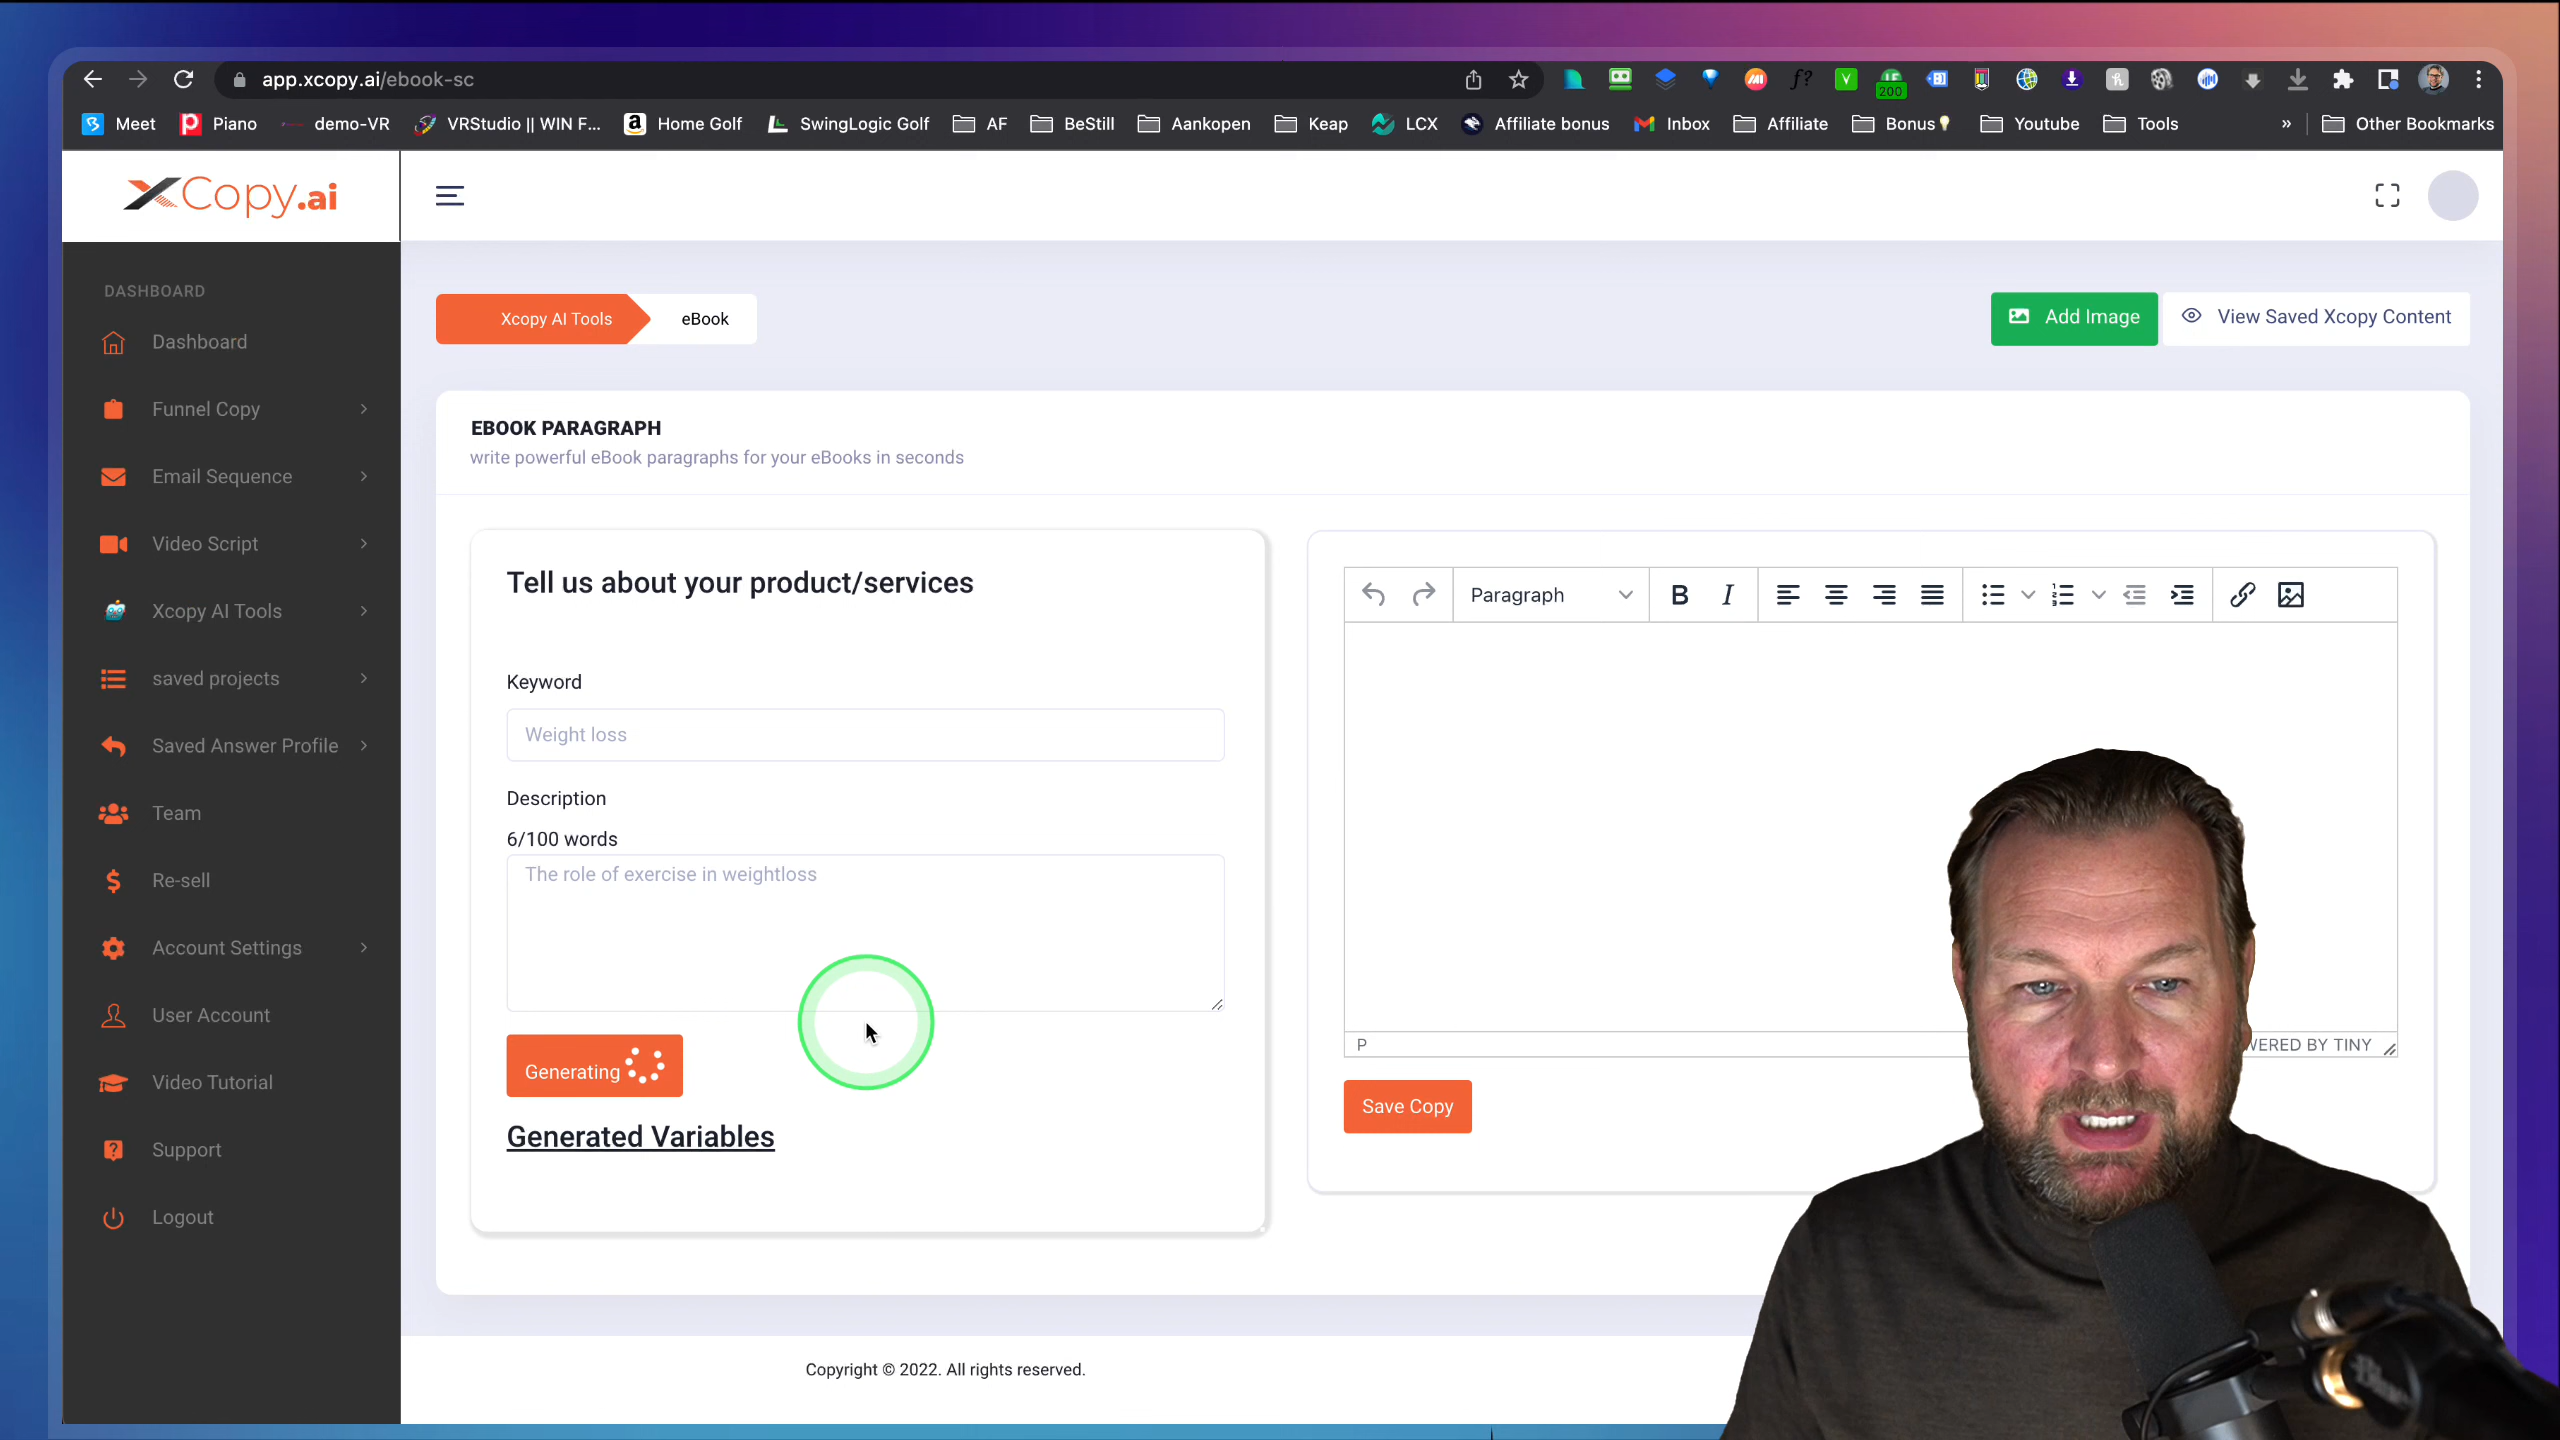 app.xcopy.ai/ebook-sc
200
Meet
Piano
demo-VR
VRStudio || WIN F...
Home Golf
SwingLogic Golf
AF
BeStill
Aankopen
Keap
LCX
Affiliate bonus
Inbox
Affiliate
Bonus
Youtube
Tools
»
Other Bookmarks
XCopy.ai
DASHBOARD
Dashboard
Funnel Copy
Email Sequence
Video Script
Xcopy AI Tools
saved projects
Saved Answer Profile
Team
Re-sell
Account Settings
User Account
Video Tutorial
Support
Logout
Xcopy AI Tools
eBook
Add Image
View Saved Xcopy Content
EBOOK PARAGRAPH
write powerful eBook paragraphs for your eBooks in seconds
Tell us about your product/services
Keyword
Weight loss
Description
6/100 words
The role of exercise in weightloss
Generating
Generated Variables
Paragraph
B
I
P
WERED BY TINY
Save Copy
Copyright © 2022. All rights reserved.